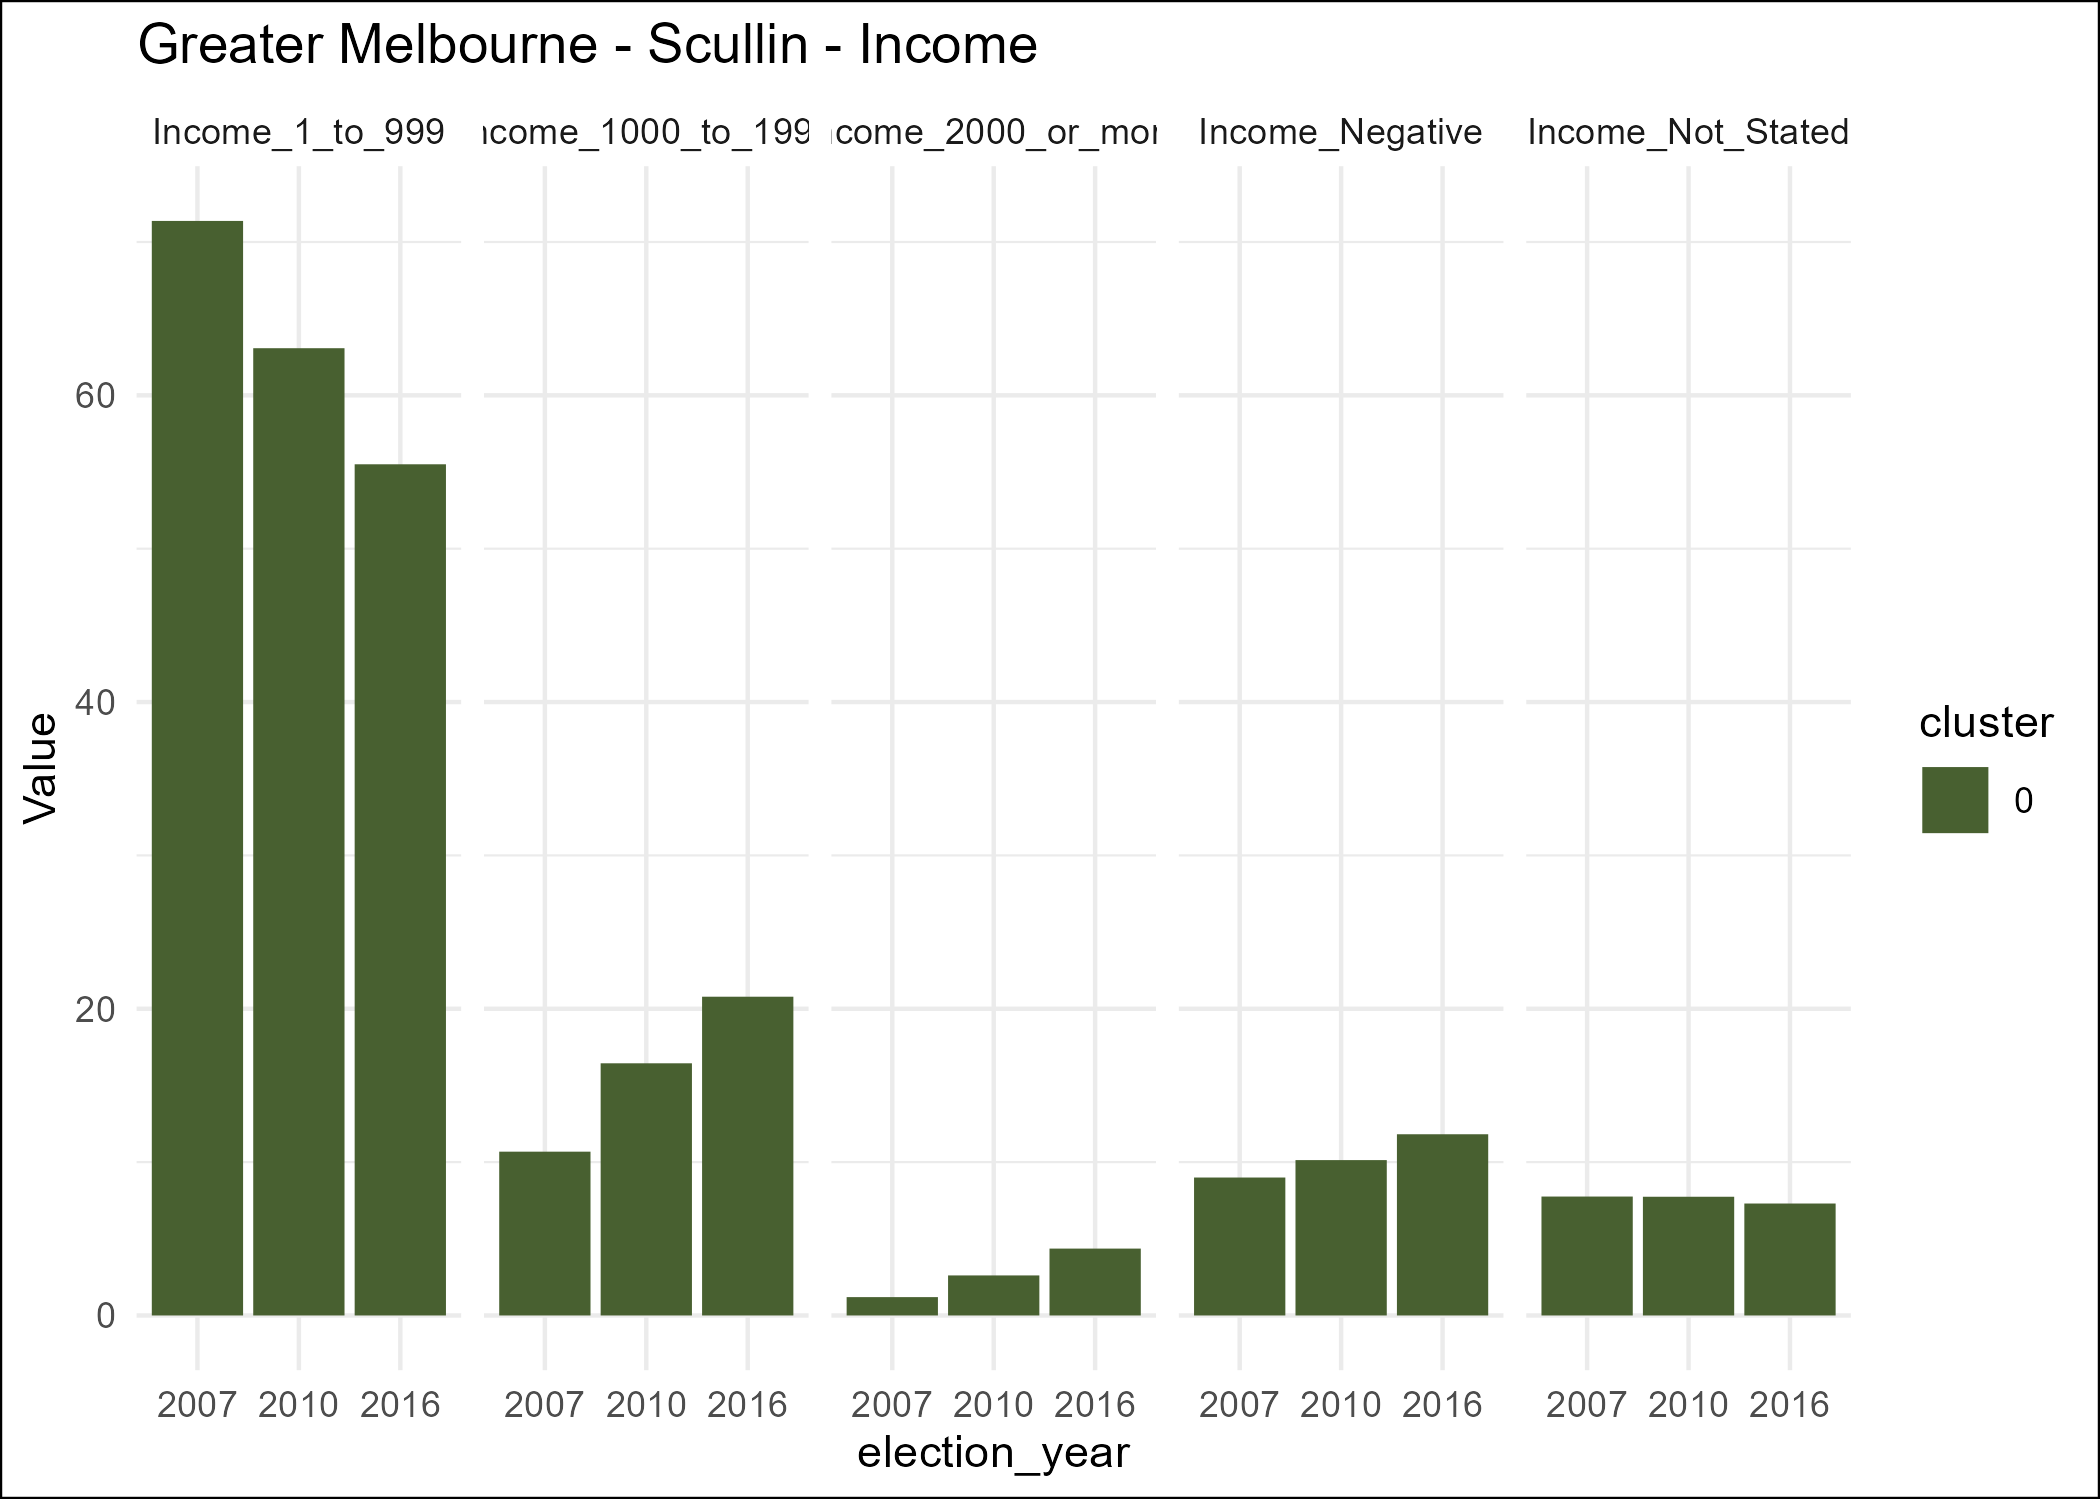 Greater Melbourne - Scullin - Income
Income_1_to_999 ncome_1000_to_199 come_2000_or_mor Income_Negative Income_Not_Stated
60
40
20
0
Value
cluster
0
2007 2010 2016 2007 2010 2016 2007 2010 2016 2007 2010 2016 2007 2010 2016
election_year